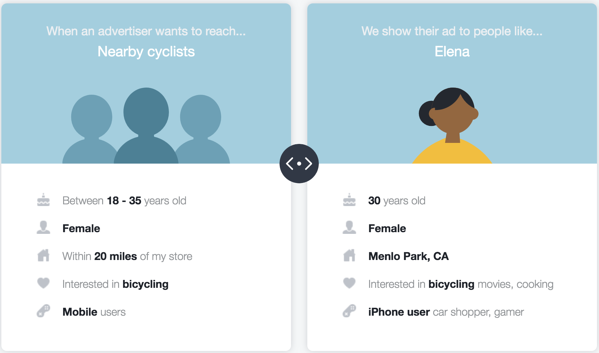 When an advertiser wants to reach...
Nearby cyclists
Between 18 - 35 years old
Female
Within 20 miles of my store
Interested in bicycling
Mobile users
We show their ad to people like...
Elena
30 years old
Female
Menlo Park, CA
Interested in bicycling movies, cooking
iPhone user car shopper, gamer